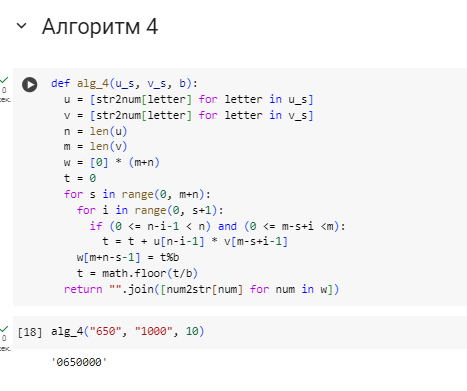 Алгоритм 4
0
сек.
def alg_4(u_s, v_s, b):
u = [str2num[letter] for letter in u_s]
v = [str2num[letter] for letter in v_s]
n = len(u)
m = len(v)
w = [0] * (m+n)
t = 0
for s in range(0, m+n):
for i in range(0, s+1):
if (0 <= n-i-1 < n) and (0 <= m-s+i <m):
t = t + u[n-i-1] * v[m-s+i-1]
w[m+n-s-1] = t%b
t = math.floor(t/b)
return "".join([num2str[num] for num in w])
0
сек.
[18] alg_4("650", "1000", 10)
'0650000'